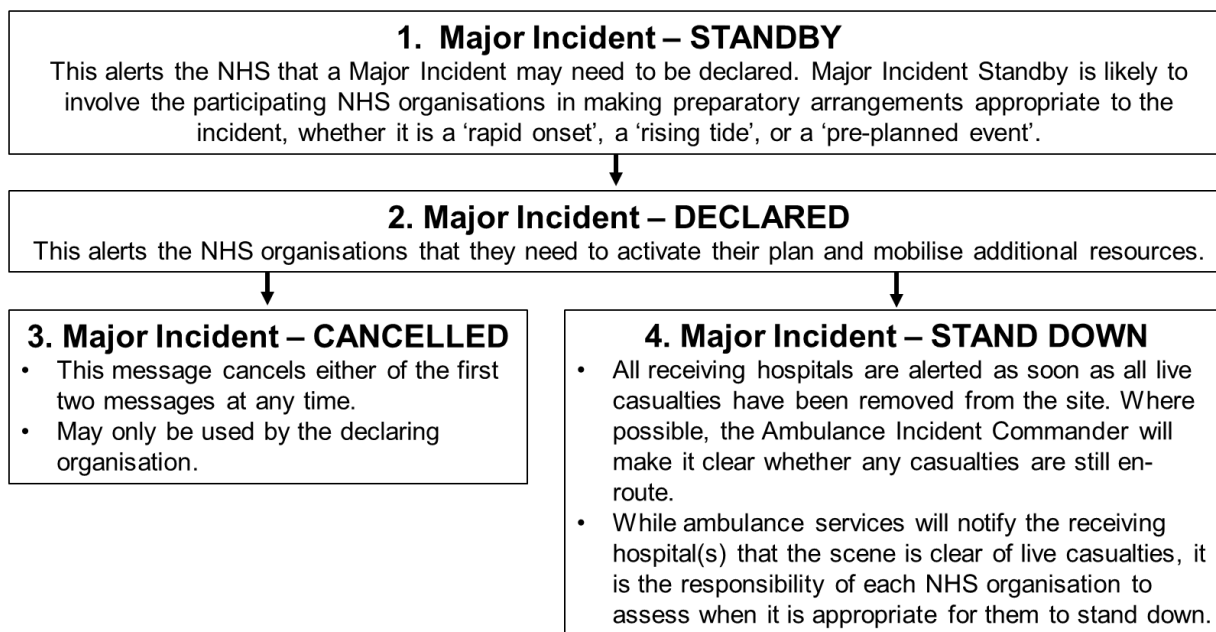 1. Major Incident – STANDBY
This alerts the NHS that a Major Incident may need to be declared. Major Incident Standby is likely to
involve the participating NHS organisations in making preparatory arrangements appropriate to the
incident, whether it is a ‘rapid onset’, a ‘rising tide’, or a ‘pre-planned event’.
2. Major Incident – DECLARED
This alerts the NHS organisations that they need to activate their plan and mobilise additional resources.
3. Major Incident – CANCELLED
• This message cancels either of the first
two messages at any time.
• May only be used by the declaring
organisation.
4. Major Incident – STAND DOWN
• All receiving hospitals are alerted as soon as all live
casualties have been removed from the site. Where
possible, the Ambulance Incident Commander will
make it clear whether any casualties are still en-
route.
• While ambulance services will notify the receiving
hospital(s) that the scene is clear of live casualties, it
is the responsibility of each NHS organisation to
assess when it is appropriate for them to stand down.